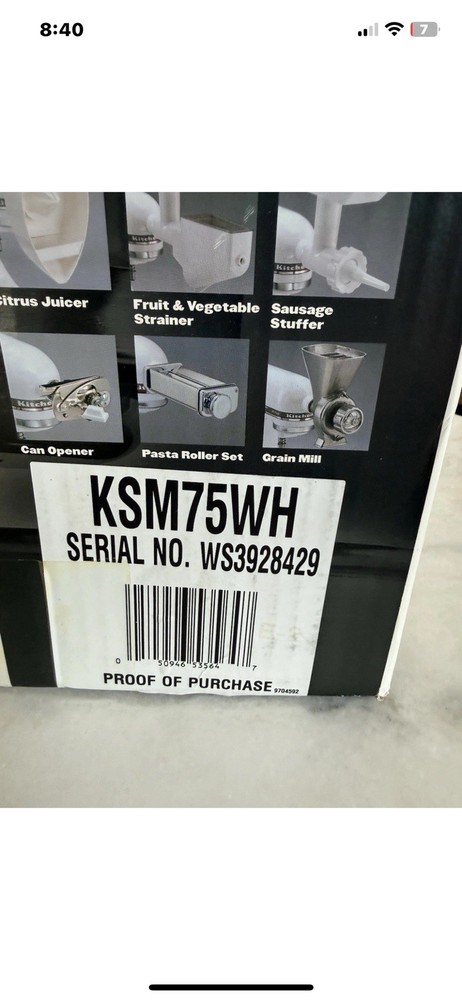 8:40
7
Citrus Juicer
Fruit & Vegetable
Strainer
Sausage
Stuffer
Can Opener
Pasta Roller Set
Grain Mill
KSM75WH
SERIAL NO. WS3928429
0 50946 53564 7
PROOF OF PURCHASE 9704592